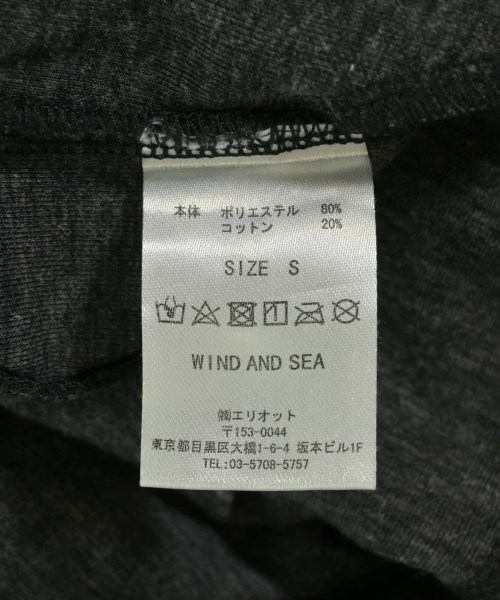 本体 ポリエステル 80%
コットン 20%
SIZE S
WIND AND SEA
㈱エリオット
〒153-0044
東京都目黒区大橋1-6-4 坂本ビル1F
TEL:03-5708-5757